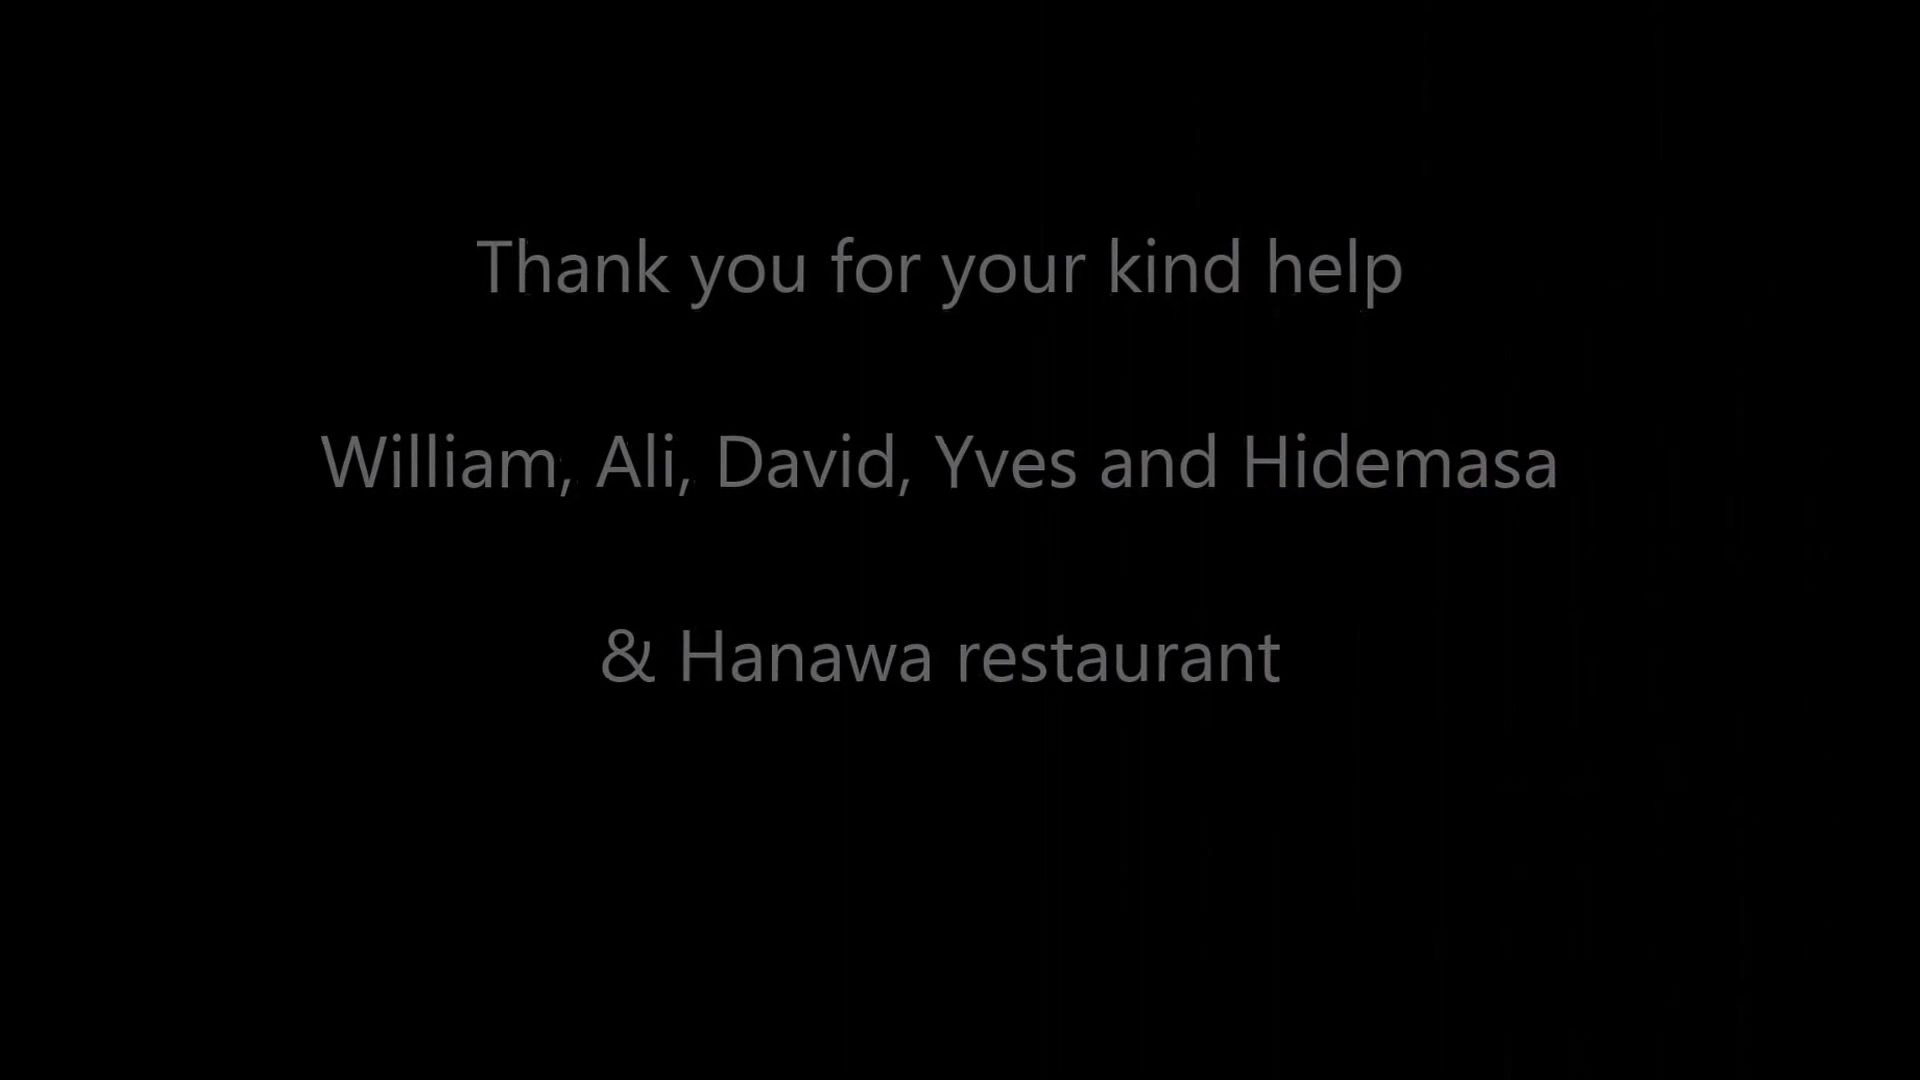 Thank you for your kind help
William, Ali, David, Yves and Hidemasa
& Hanawa restaurant